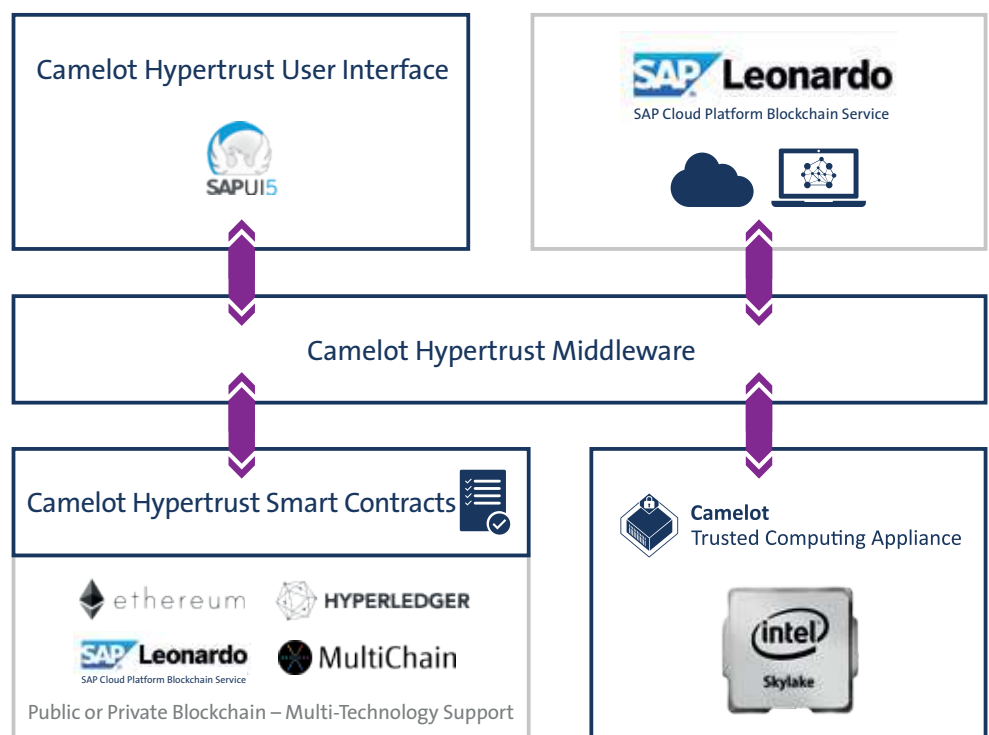 Camelot Hypertrust User Interface
SAPUI5
SAP Leonardo
SAP Cloud Platform Blockchain Service
Camelot Hypertrust Middleware
Camelot Hypertrust Smart Contracts
ethereum
HYPERLEDGER
SAP Leonardo
SAP Cloud Platform Blockchain Service
MultiChain
Public or Private Blockchain – Multi-Technology Support
Camelot
Trusted Computing Appliance
intel
Skylake